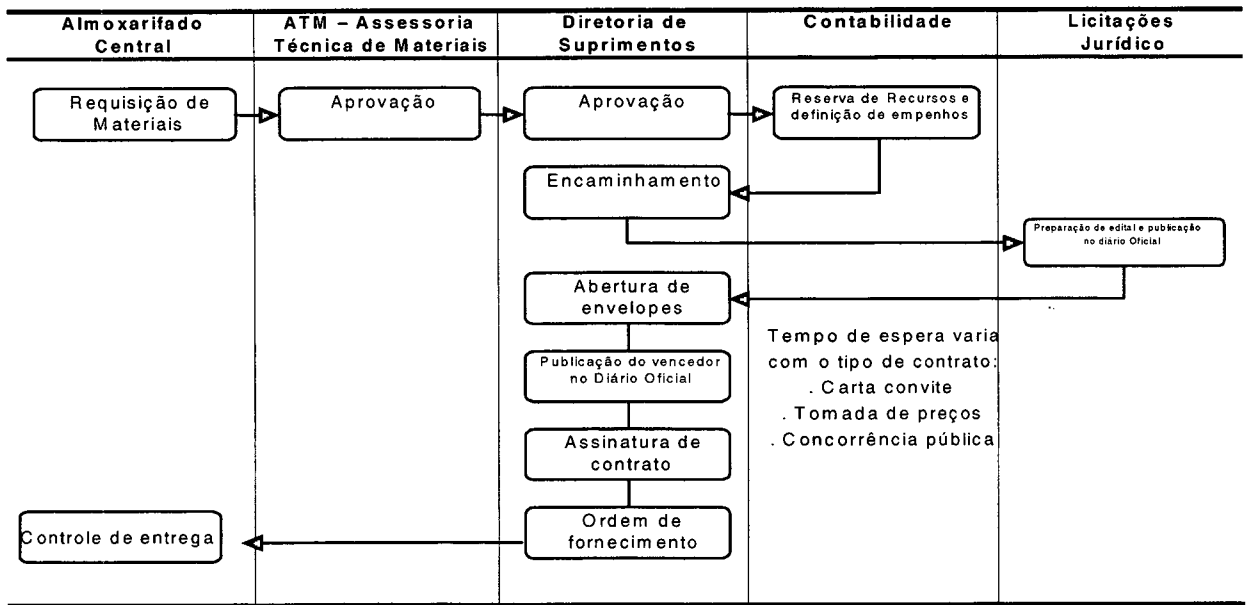 Almoxarifado
Central
ATM – Assessoria
Técnica de Materiais
Diretoria de
Suprimentos
Contabilidade
Licitações
Jurídico
Requisição de
Materiais
Aprovação
Aprovação
Reserva de Recursos e
definição de empenhos
Encaminhamento
Preparação de edital e publicação
no diário Oficial
Abertura de
envelopes
Tempo de espera varia
com o tipo de contrato:
. Carta convite
. Tomada de preços
. Concorrência pública
Publicação do vencedor
no Diário Oficial
Assinatura de
contrato
Ordem de
fornecimento
Controle de entrega